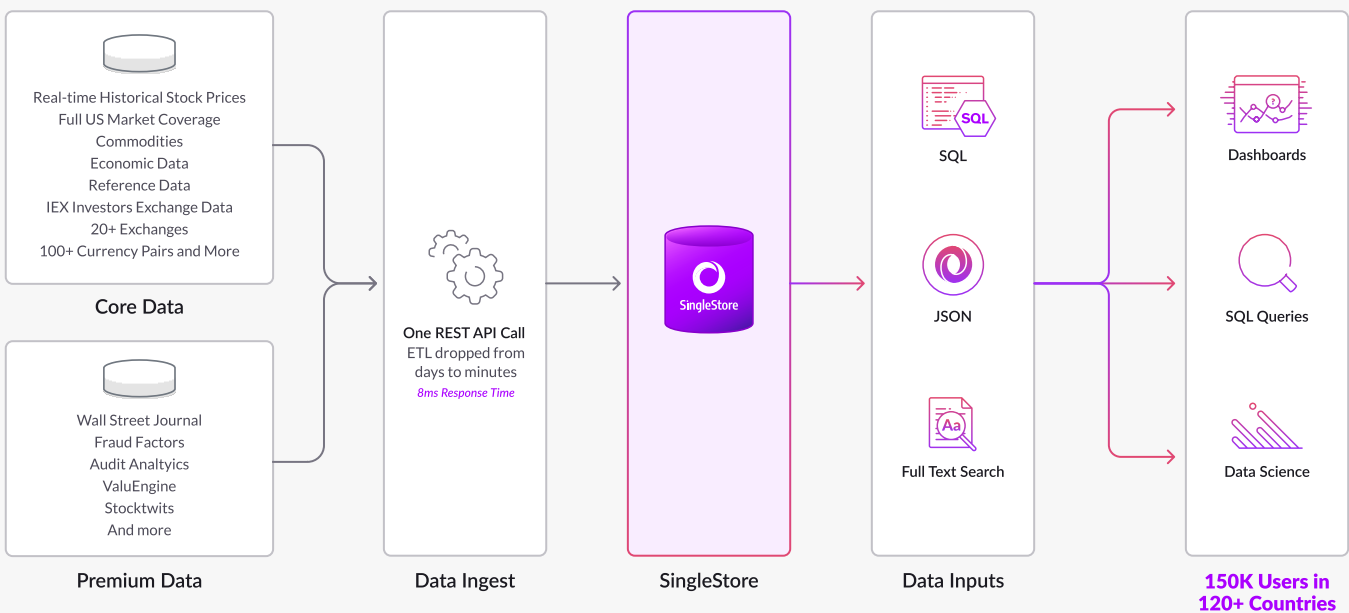 Real-time Historical Stock Prices
Full US Market Coverage
Commodities
Economic Data
Reference Data
IEX Investors Exchange Data
20+ Exchanges
100+ Currency Pairs and More
Core Data
Wall Street Journal
Fraud Factors
Audit Analtyics
ValuEngine
Stocktwits
And more
Premium Data
One REST API Call
ETL dropped from
days to minutes
8ms Response Time
Data Ingest
SingleStore
SingleStore
SQL
SQL
JSON
Aa
Full Text Search
Data Inputs
?
Dashboards
SQL Queries
Data Science
150K Users in
120+ Countries